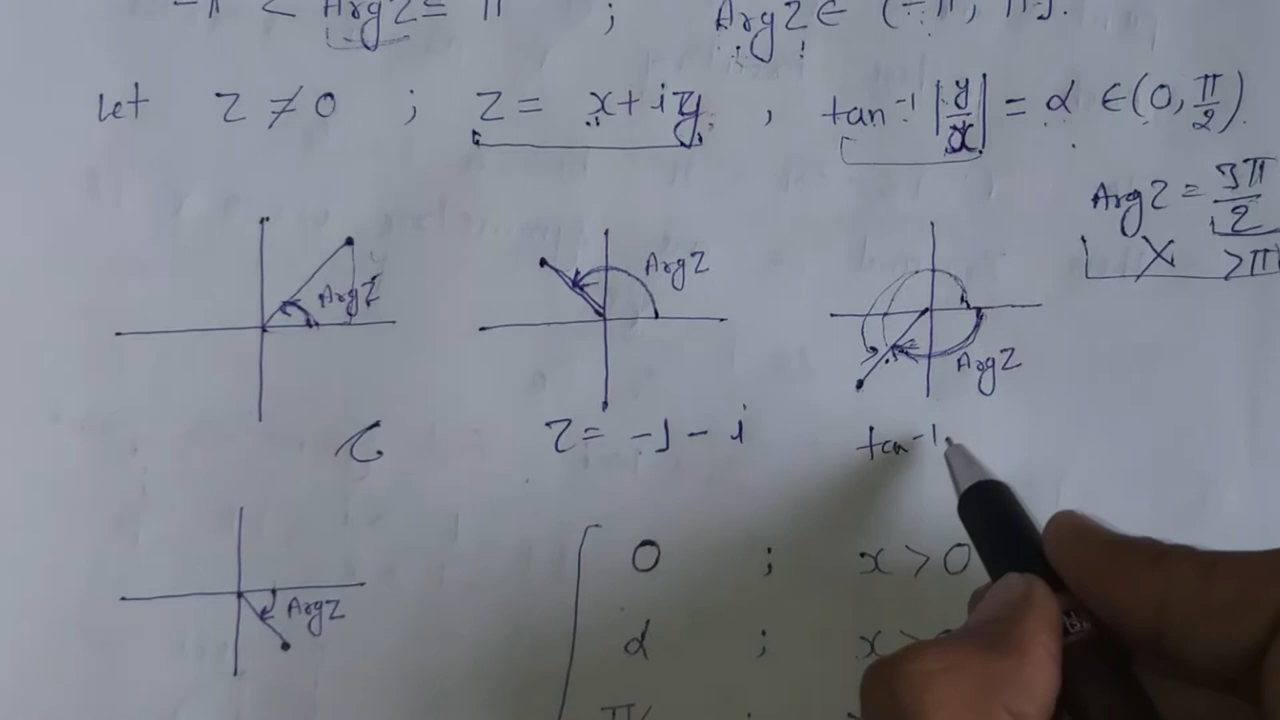 -π < Arg z ≤ π ; Arg z ∈ (-π, π].
Let z ≠ 0 ; z = x+iy , tan⁻¹ |y/x| = α ∈ (0, π/2).
Arg z = 3π/2
X >π
Arg z
Arg z
Arg z
z = -1 - i tan⁻¹
Arg z
0 ; x > 0
α ; x >
π/ ;